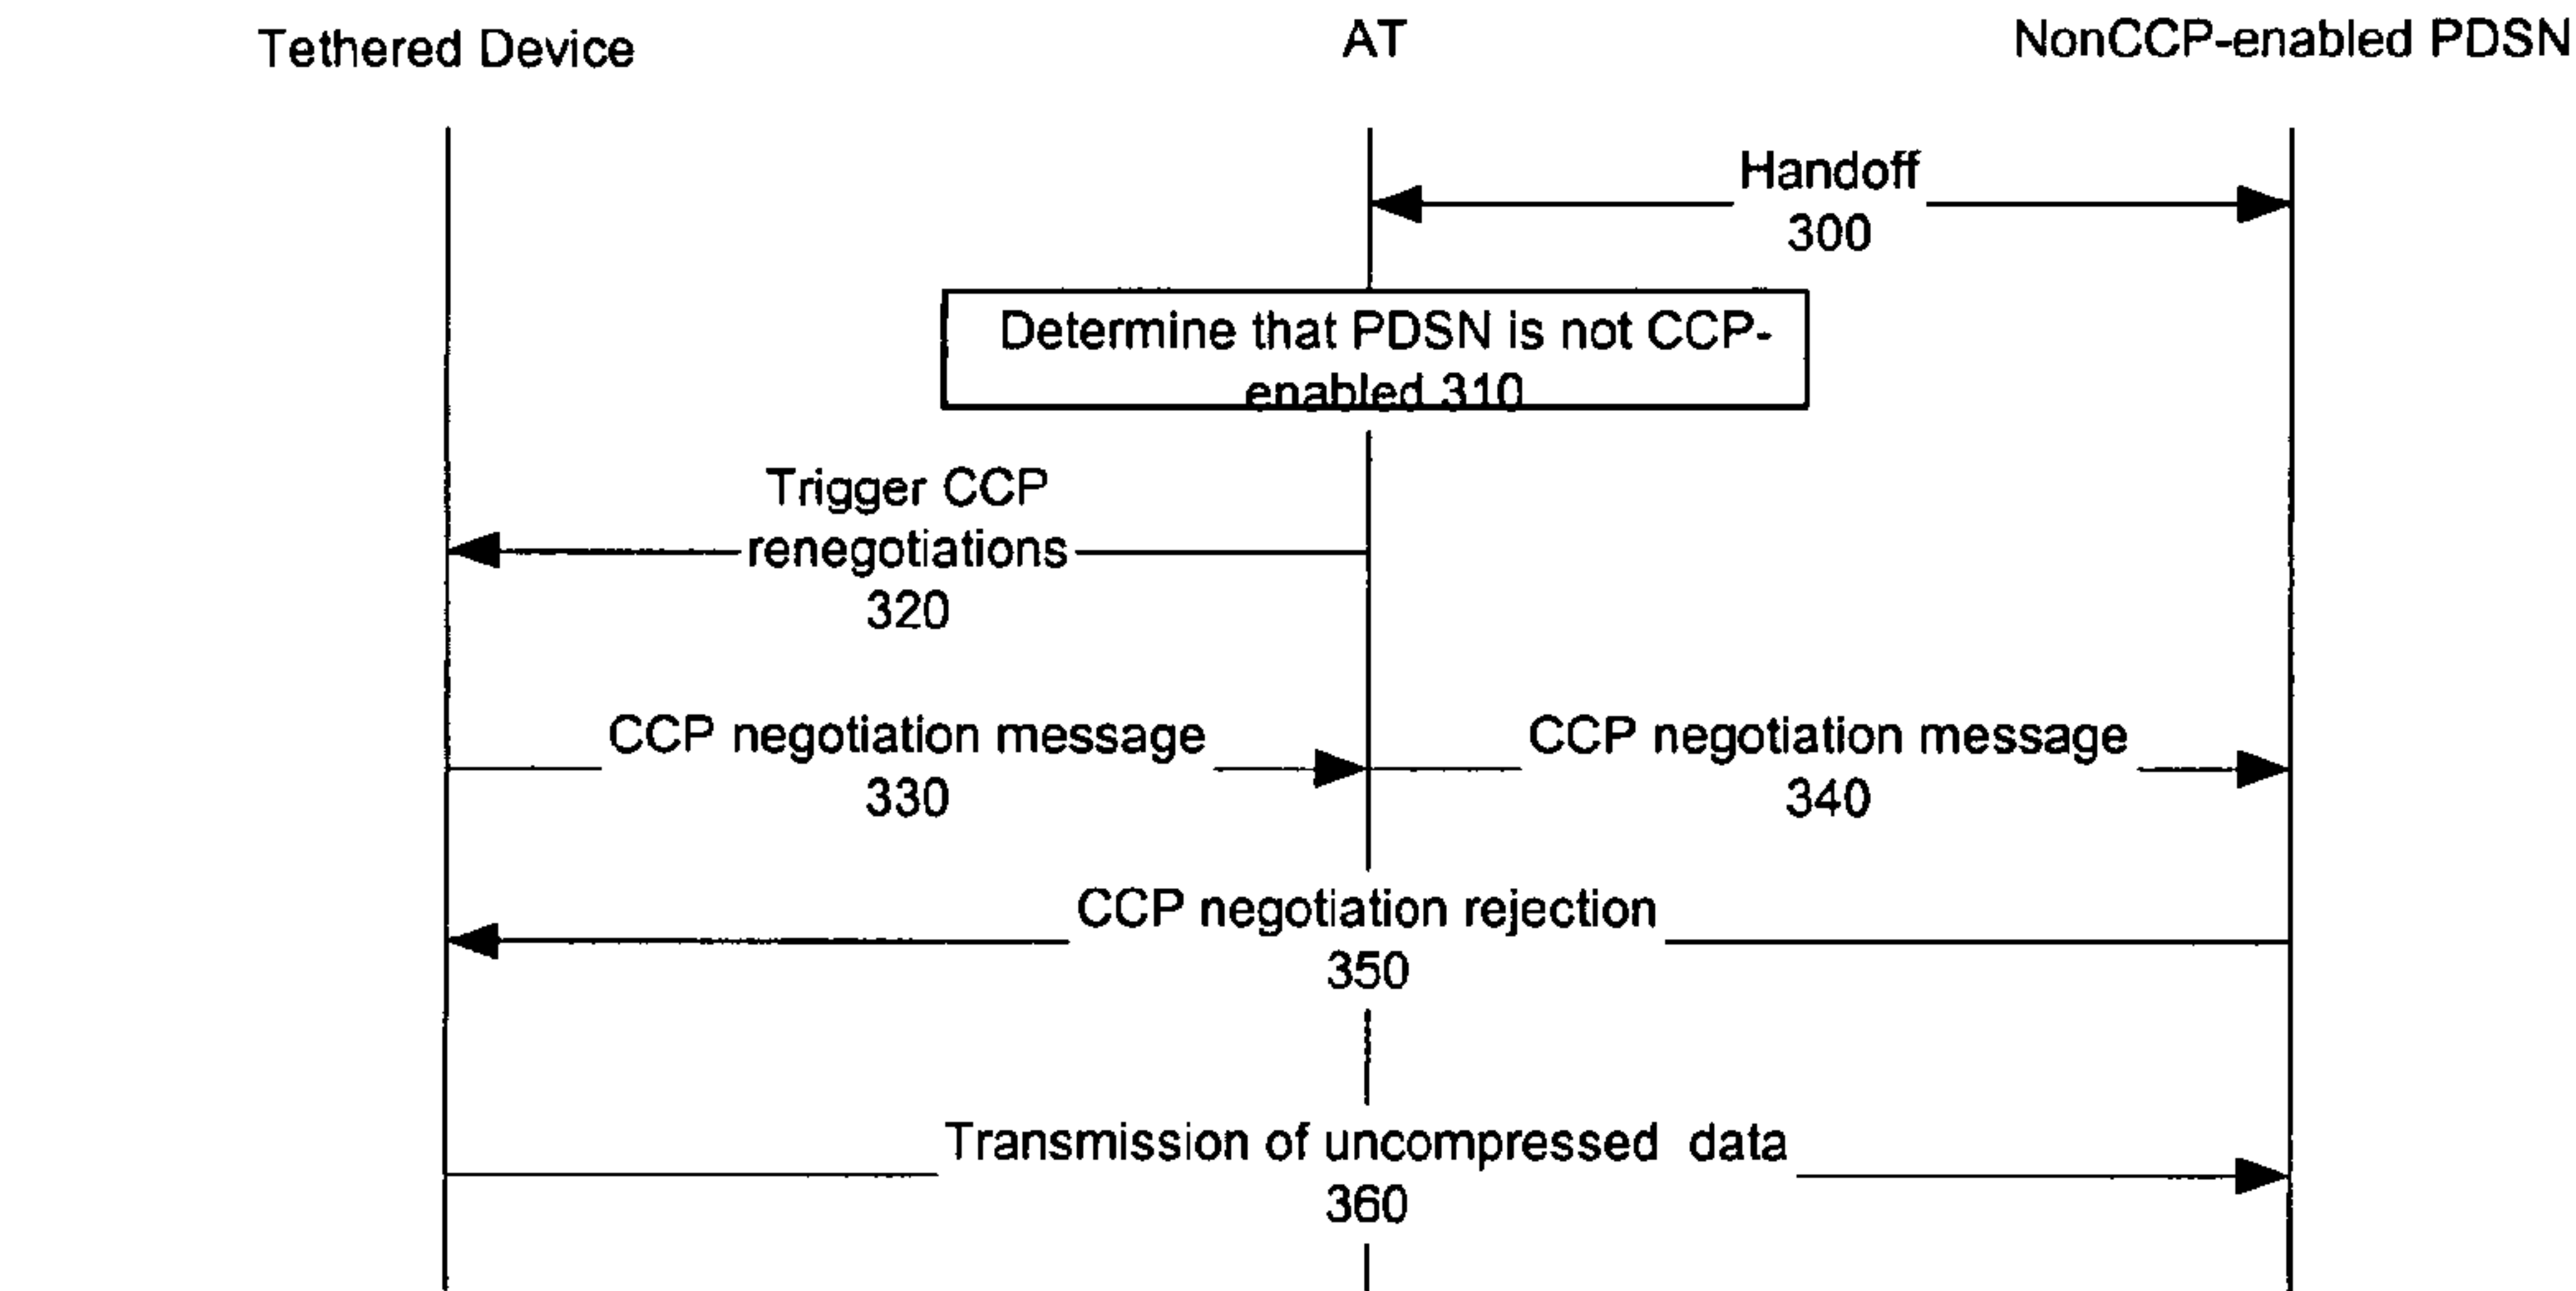 Tethered Device
AT
NonCCP-enabled PDSN
Handoff
300
Determine that PDSN is not CCP-
enabled 310
Trigger CCP
renegotiations
320
CCP negotiation message
330
CCP negotiation message
340
CCP negotiation rejection
350
Transmission of uncompressed data
360